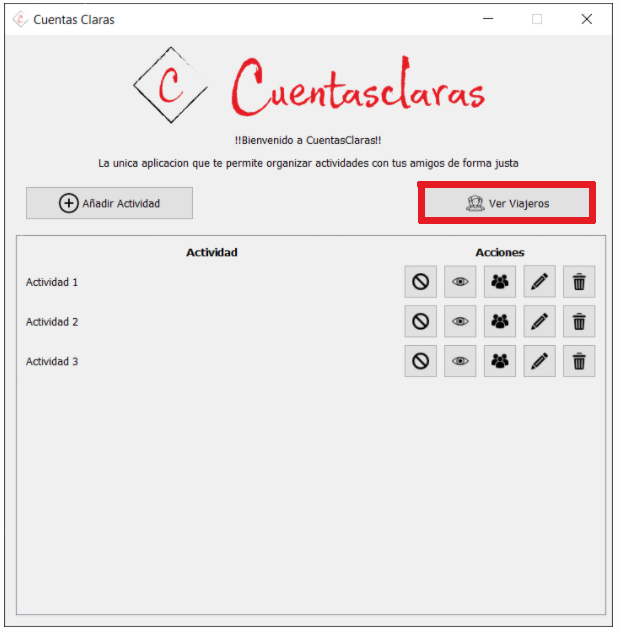 Cuentas Claras
C Cuentasclaras
!!Bienvenido a CuentasClaras!!
La unica aplicacion que te permite organizar actividades con tus amigos de forma justa
Añadir Actividad
Ver Viajeros
Actividad Acciones
Actividad 1
Actividad 2
Actividad 3